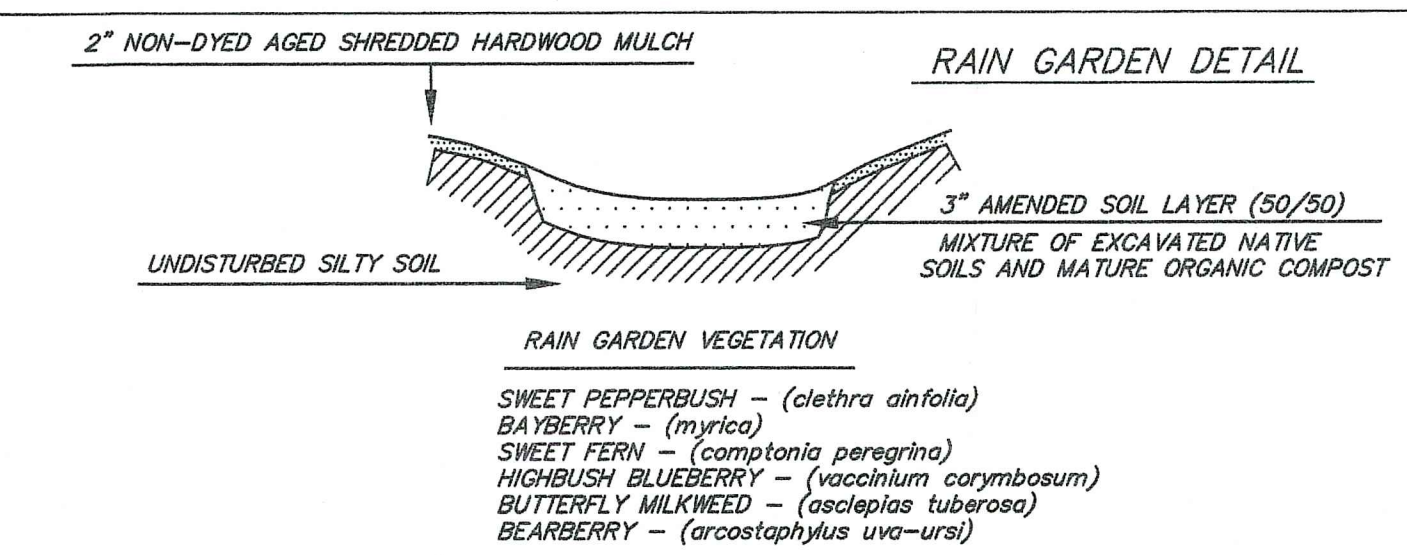 2" NON-DYED AGED SHREDDED HARDWOOD MULCH
RAIN GARDEN DETAIL
3" AMENDED SOIL LAYER (50/50)
MIXTURE OF EXCAVATED NATIVE
SOILS AND MATURE ORGANIC COMPOST
UNDISTURBED SILTY SOIL
RAIN GARDEN VEGETATION
SWEET PEPPERBUSH - (clethra ainfolia)
BAYBERRY - (myrica)
SWEET FERN - (comptonia peregrina)
HIGHBUSH BLUEBERRY - (vaccinium corymbosum)
BUTTERFLY MILKWEED - (asclepias tuberosa)
BEARBERRY - (arcostaphylus uva-ursi)